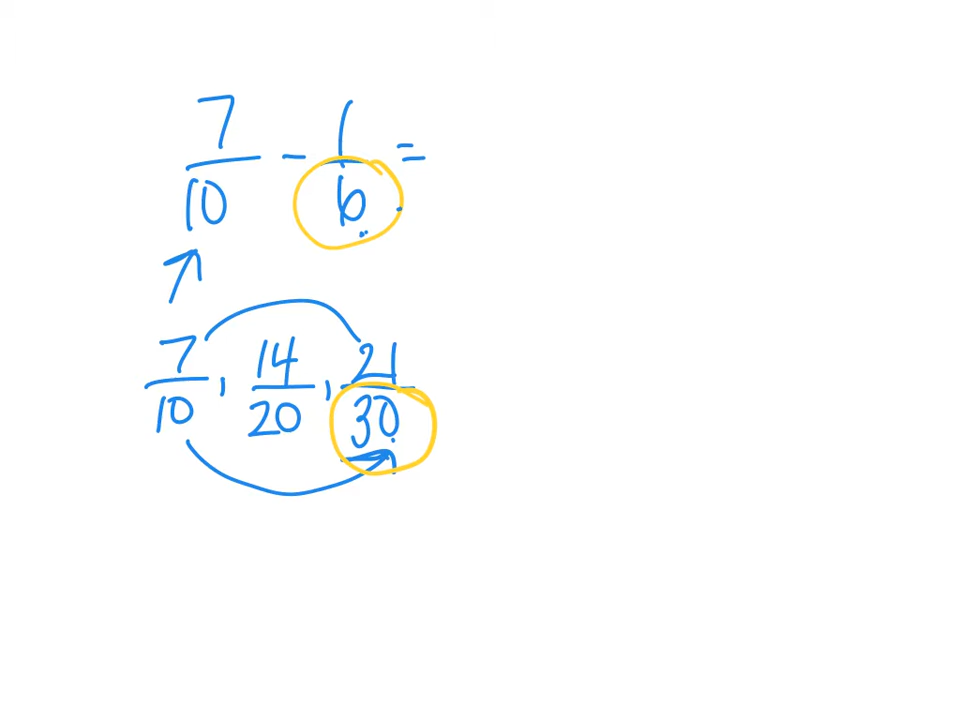 7/10 - 1/6 =
7/10, 14/20, 21/30